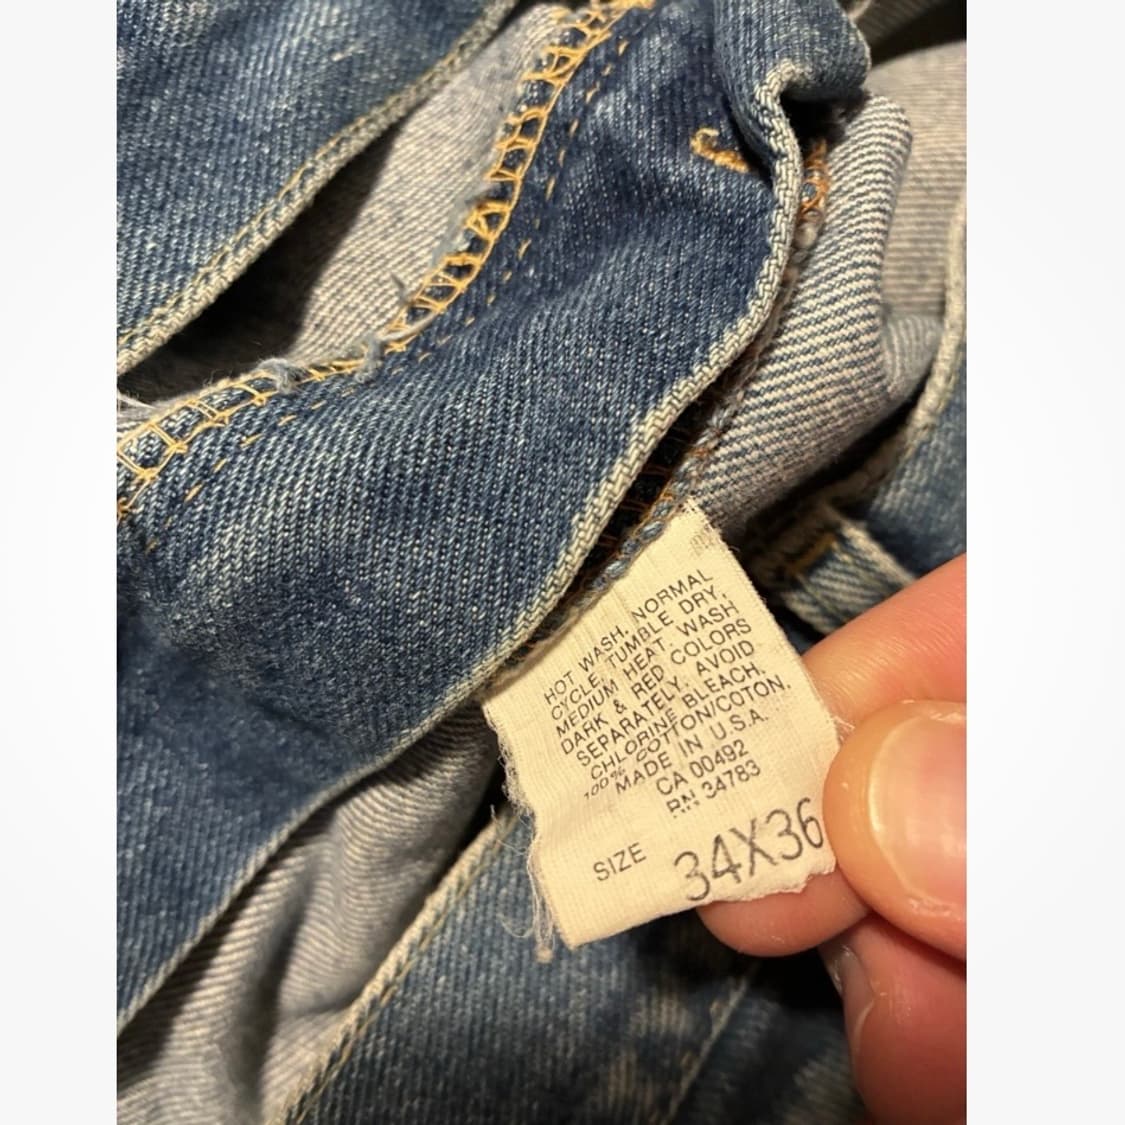 HOT WASH, NORMAL
CYCLE, TUMBLE DRY,
MEDIUM HEAT. WASH
DARK & RED COLORS
SEPARATELY. AVOID
CHLORINE BLEACH.
100% COTTON/COTON.
MADE IN U.S.A.
CA 00492
RN 34783
SIZE 34X36